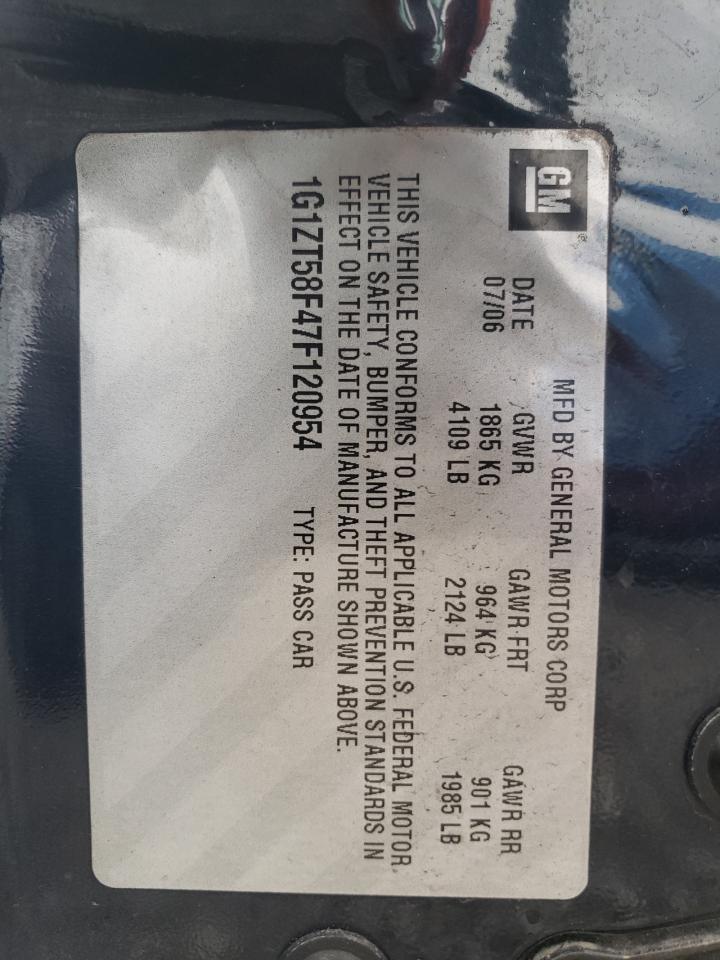 GM
MFD BY GENERAL MOTORS CORP
DATE GVWR GAWR FRT GAWR RR
07/06 1865 KG 964 KG 901 KG
4109 LB 2124 LB 1985 LB
THIS VEHICLE CONFORMS TO ALL APPLICABLE U.S. FEDERAL MOTOR
VEHICLE SAFETY, BUMPER, AND THEFT PREVENTION STANDARDS IN
EFFECT ON THE DATE OF MANUFACTURE SHOWN ABOVE.
1G1ZT58F47F120954 TYPE: PASS CAR